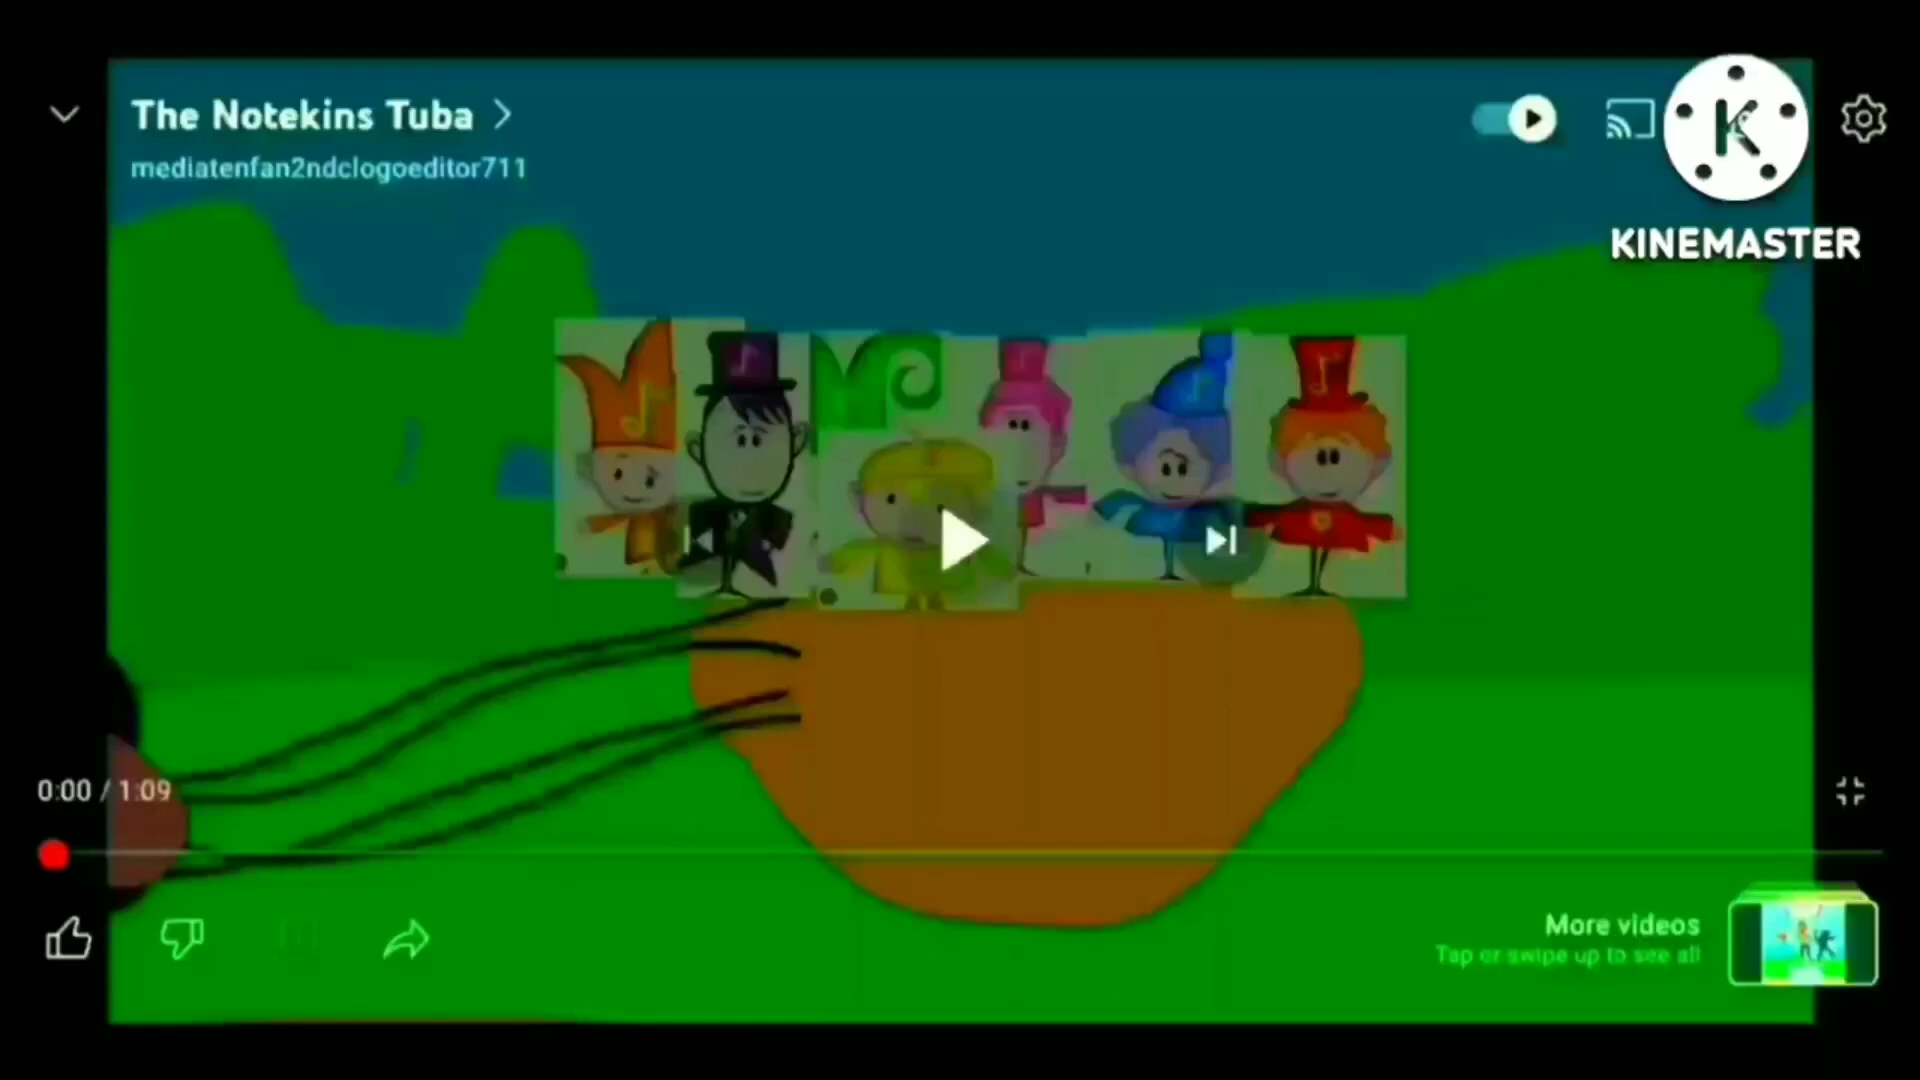 The Notekins Tuba
mediatenfan2ndclogoeditor711
K
KINEMASTER
0:00 / 1:09
More videos
Tap or swipe up to see all